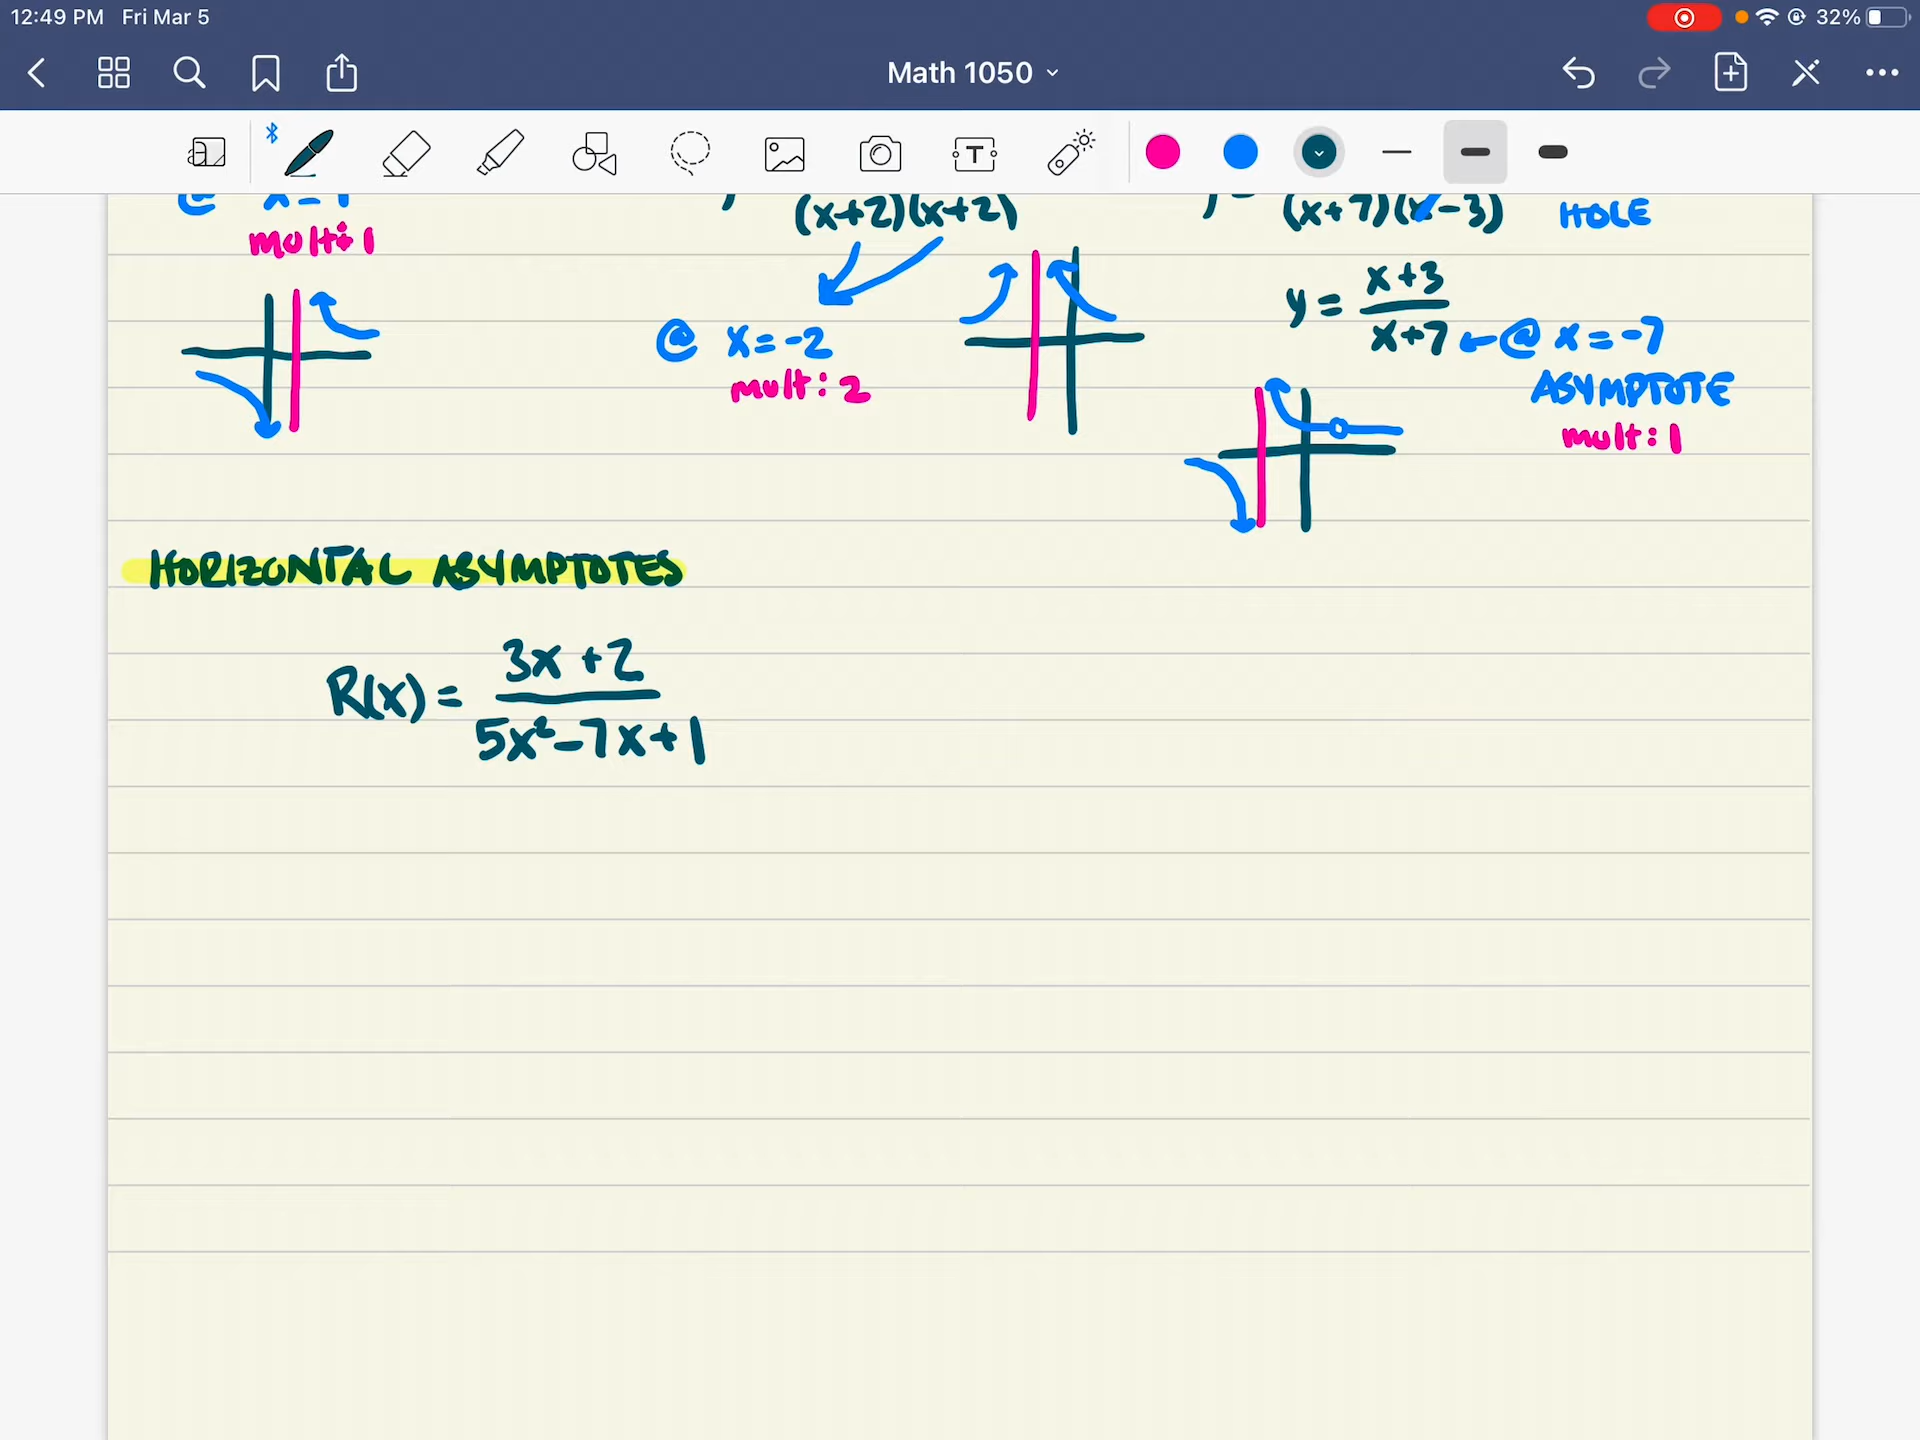 12:49 PM Fri Mar 5
32%
Math 1050
@ x=1
mult: 1
(x+2)(x+2)
@ x=-2
mult: 2
(x+7)(x-3) HOLE
y = x+3
x+7 @ x=-7
ASYMPTOTE
mult: 1
HORIZONTAL ASYMPTOTES
R(x) = 3x+2
5x²-7x+1